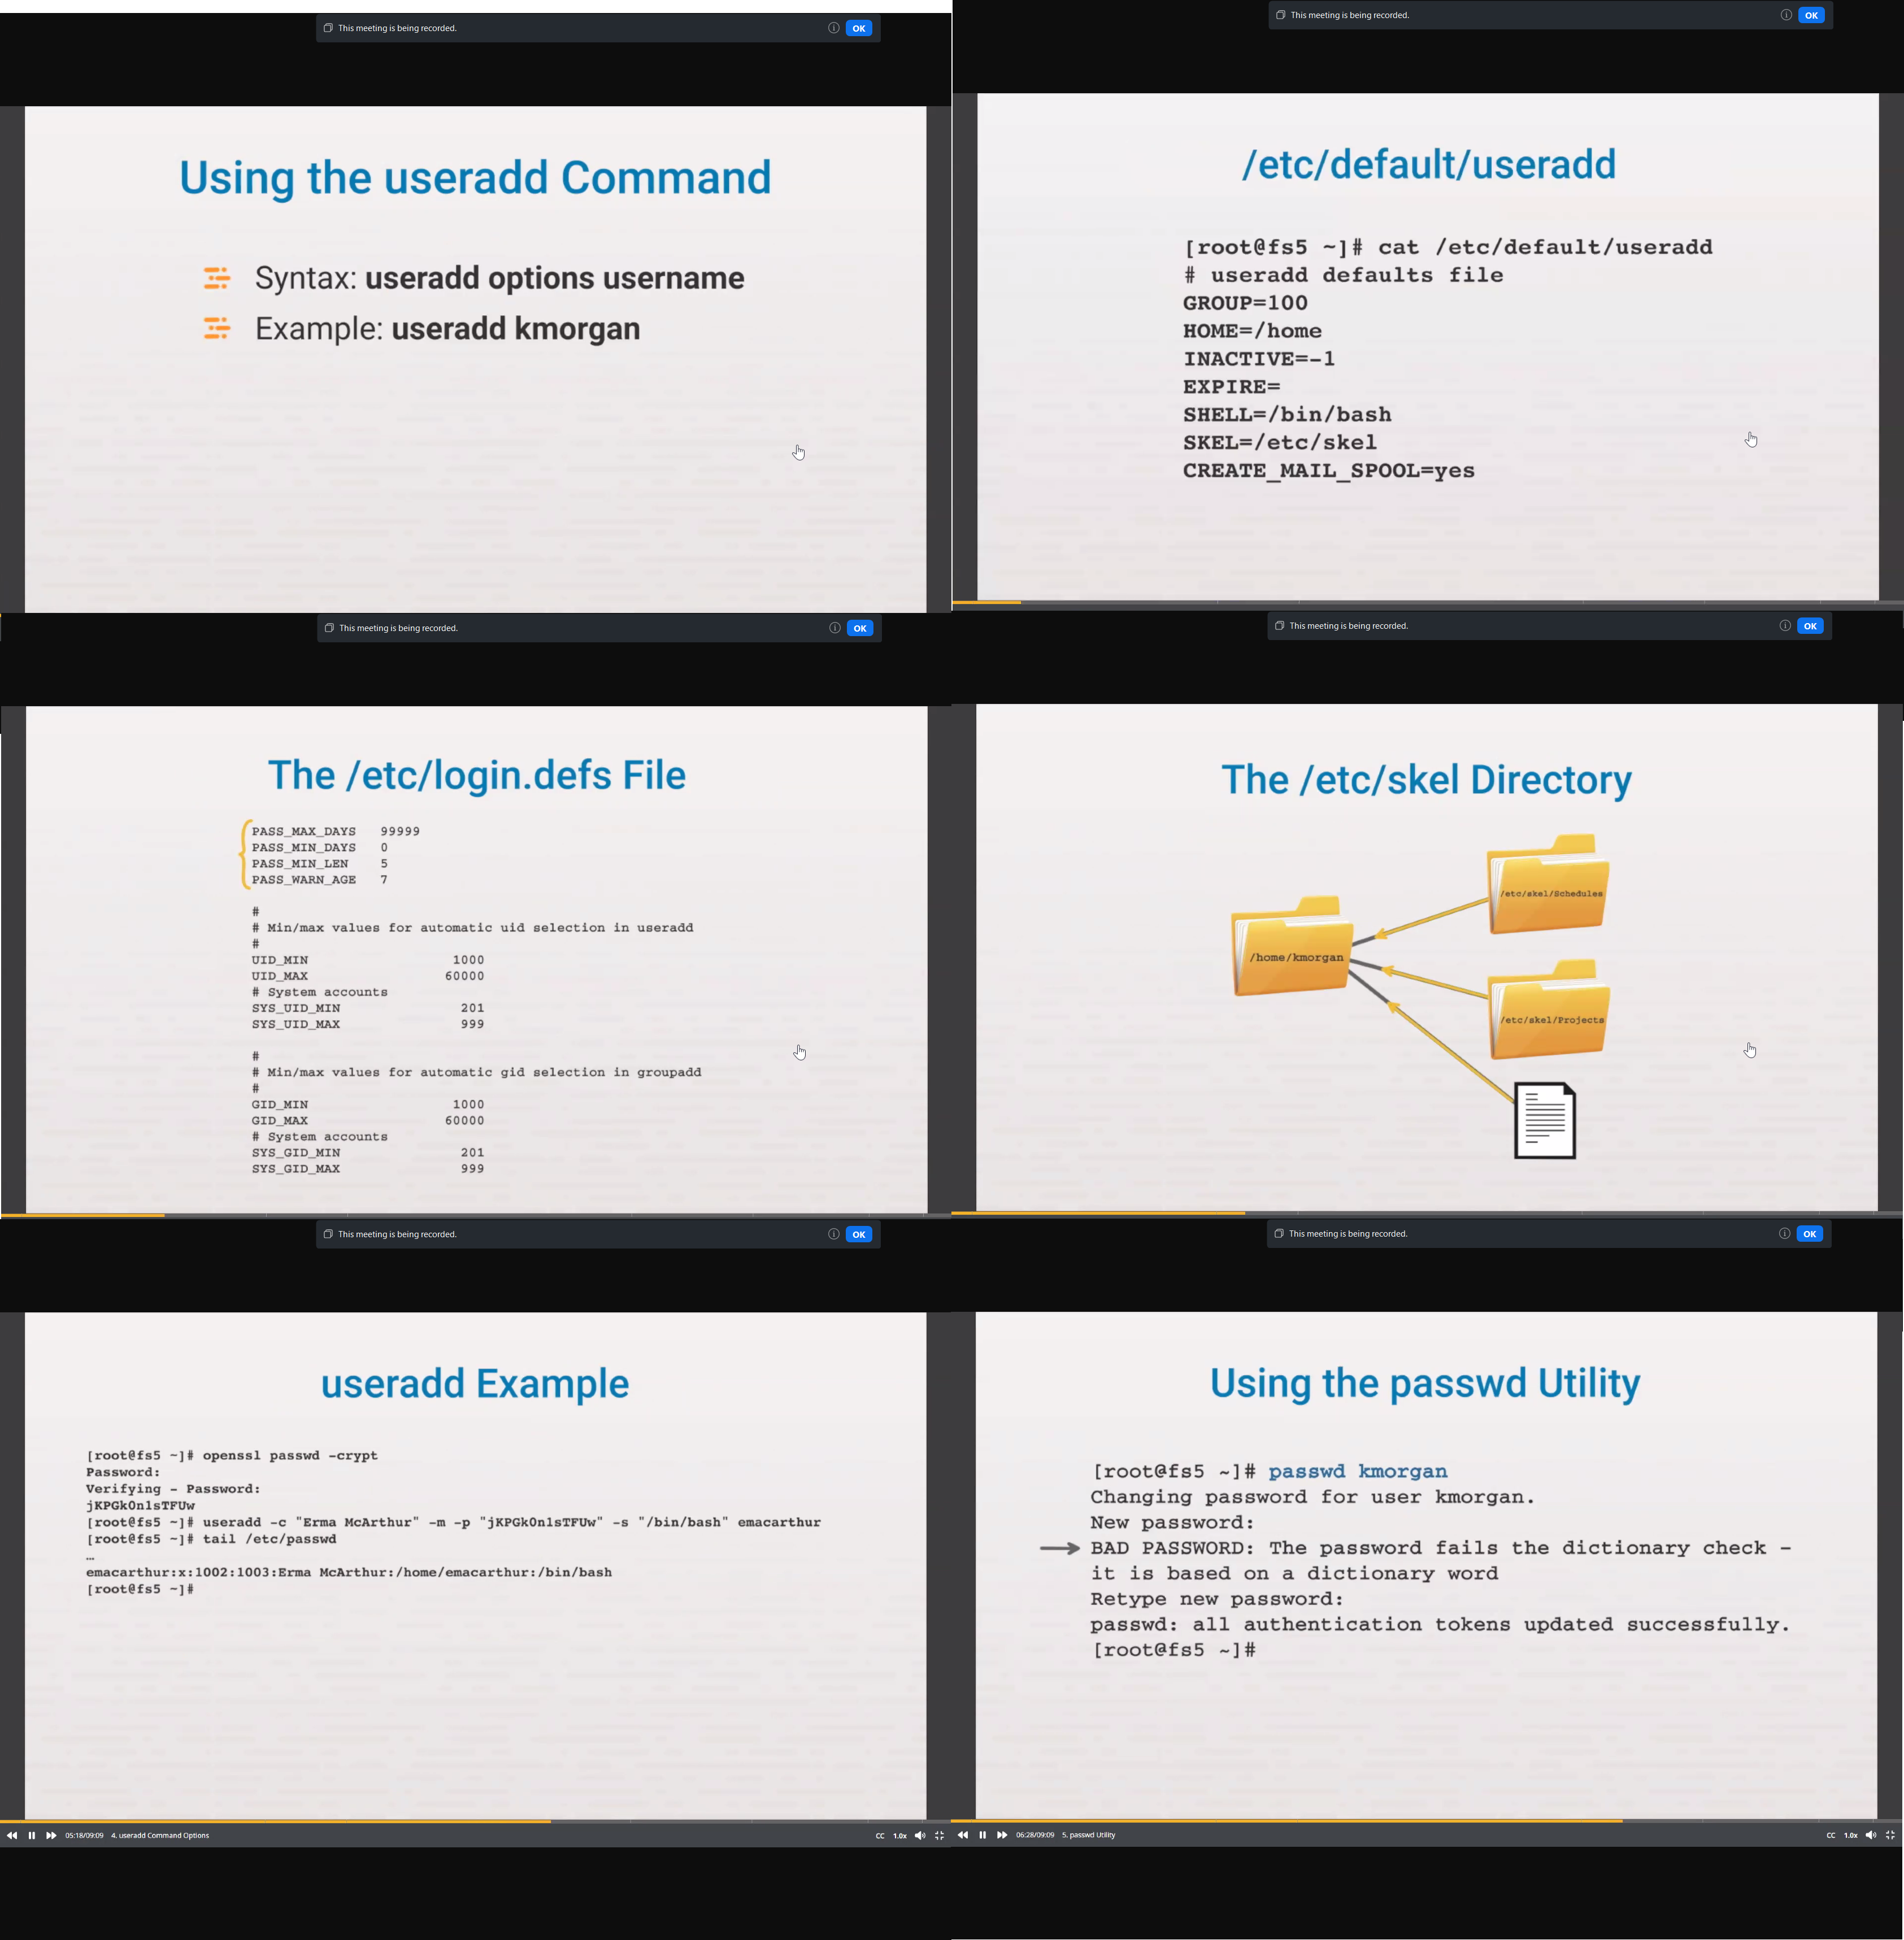 This meeting is being recorded.
OK
Using the useradd Command
Syntax: useradd options username
Example: useradd kmorgan
This meeting is being recorded.
OK
/etc/default/useradd
[root@fs5 ~]# cat /etc/default/useradd
# useradd defaults file
GROUP=100
HOME=/home
INACTIVE=-1
EXPIRE=
SHELL=/bin/bash
SKEL=/etc/skel
CREATE_MAIL_SPOOL=yes
This meeting is being recorded.
OK
The /etc/login.defs File
PASS_MAX_DAYS 99999
PASS_MIN_DAYS 0
PASS_MIN_LEN 5
PASS_WARN_AGE 7
#
# Min/max values for automatic uid selection in useradd
#
UID_MIN 1000
UID_MAX 60000
# System accounts
SYS_UID_MIN 201
SYS_UID_MAX 999
#
# Min/max values for automatic gid selection in groupadd
#
GID_MIN 1000
GID_MAX 60000
# System accounts
SYS_GID_MIN 201
SYS_GID_MAX 999
This meeting is being recorded.
OK
The /etc/skel Directory
/etc/skel/Schedules
/home/kmorgan
/etc/skel/Projects
This meeting is being recorded.
OK
useradd Example
[root@fs5 ~]# openssl passwd -crypt
Password:
Verifying - Password:
jKPGk0n1sTFUw
[root@fs5 ~]# useradd -c "Erma McArthur" -m -p "jKPGk0n1sTFUw" -s "/bin/bash" emacarthur
[root@fs5 ~]# tail /etc/passwd
…
emacarthur:x:1002:1003:Erma McArthur:/home/emacarthur:/bin/bash
[root@fs5 ~]#
05:18/09:09 4. useradd Command Options
CC 1.0x
This meeting is being recorded.
OK
Using the passwd Utility
[root@fs5 ~]# passwd kmorgan
Changing password for user kmorgan.
New password:
BAD PASSWORD: The password fails the dictionary check -
it is based on a dictionary word
Retype new password:
passwd: all authentication tokens updated successfully.
[root@fs5 ~]#
06:28/09:09 5. passwd Utility
CC 1.0x